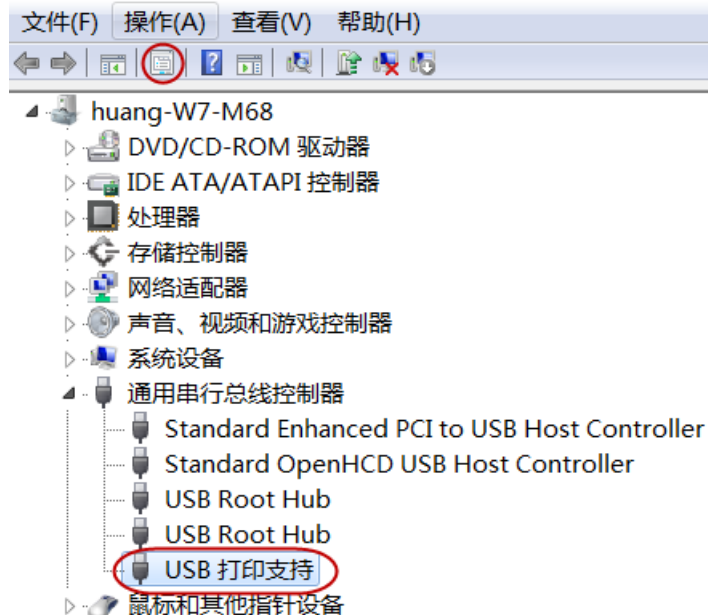 文件(F) 操作(A) 查看(V) 帮助(H)
huang-W7-M68
DVD/CD-ROM 驱动器
IDE ATA/ATAPI 控制器
处理器
存储控制器
网络适配器
声音、视频和游戏控制器
系统设备
通用串行总线控制器
Standard Enhanced PCI to USB Host Controller
Standard OpenHCD USB Host Controller
USB Root Hub
USB Root Hub
USB 打印支持
鼠标和其他指针设备